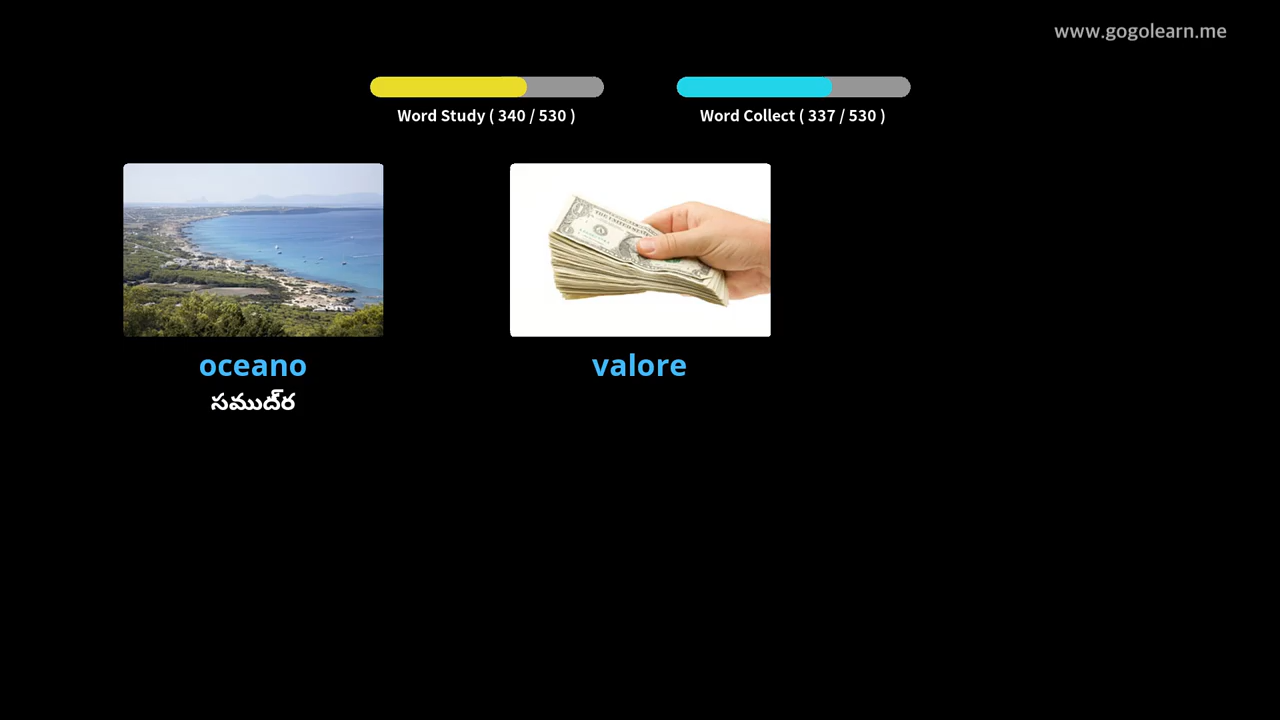 www.gogolearn.me
Word Study ( 340 / 530 )
Word Collect ( 337 / 530 )
oceano
valore
సముద్ర